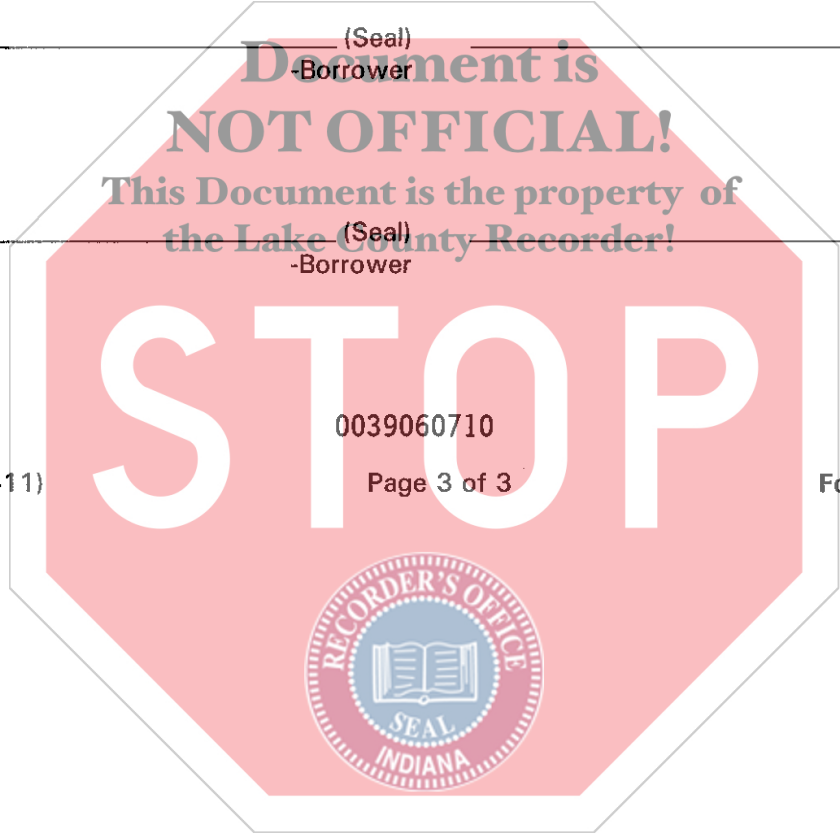 (Seal)
-Borrower
Document is
NOT OFFICIAL!
This Document is the property of
the Lake County Recorder!
(Seal)
-Borrower
STOP
0039060710
-11)
Page 3 of 3
Fo
RECORDER'S OFFICE
SEAL
INDIANA